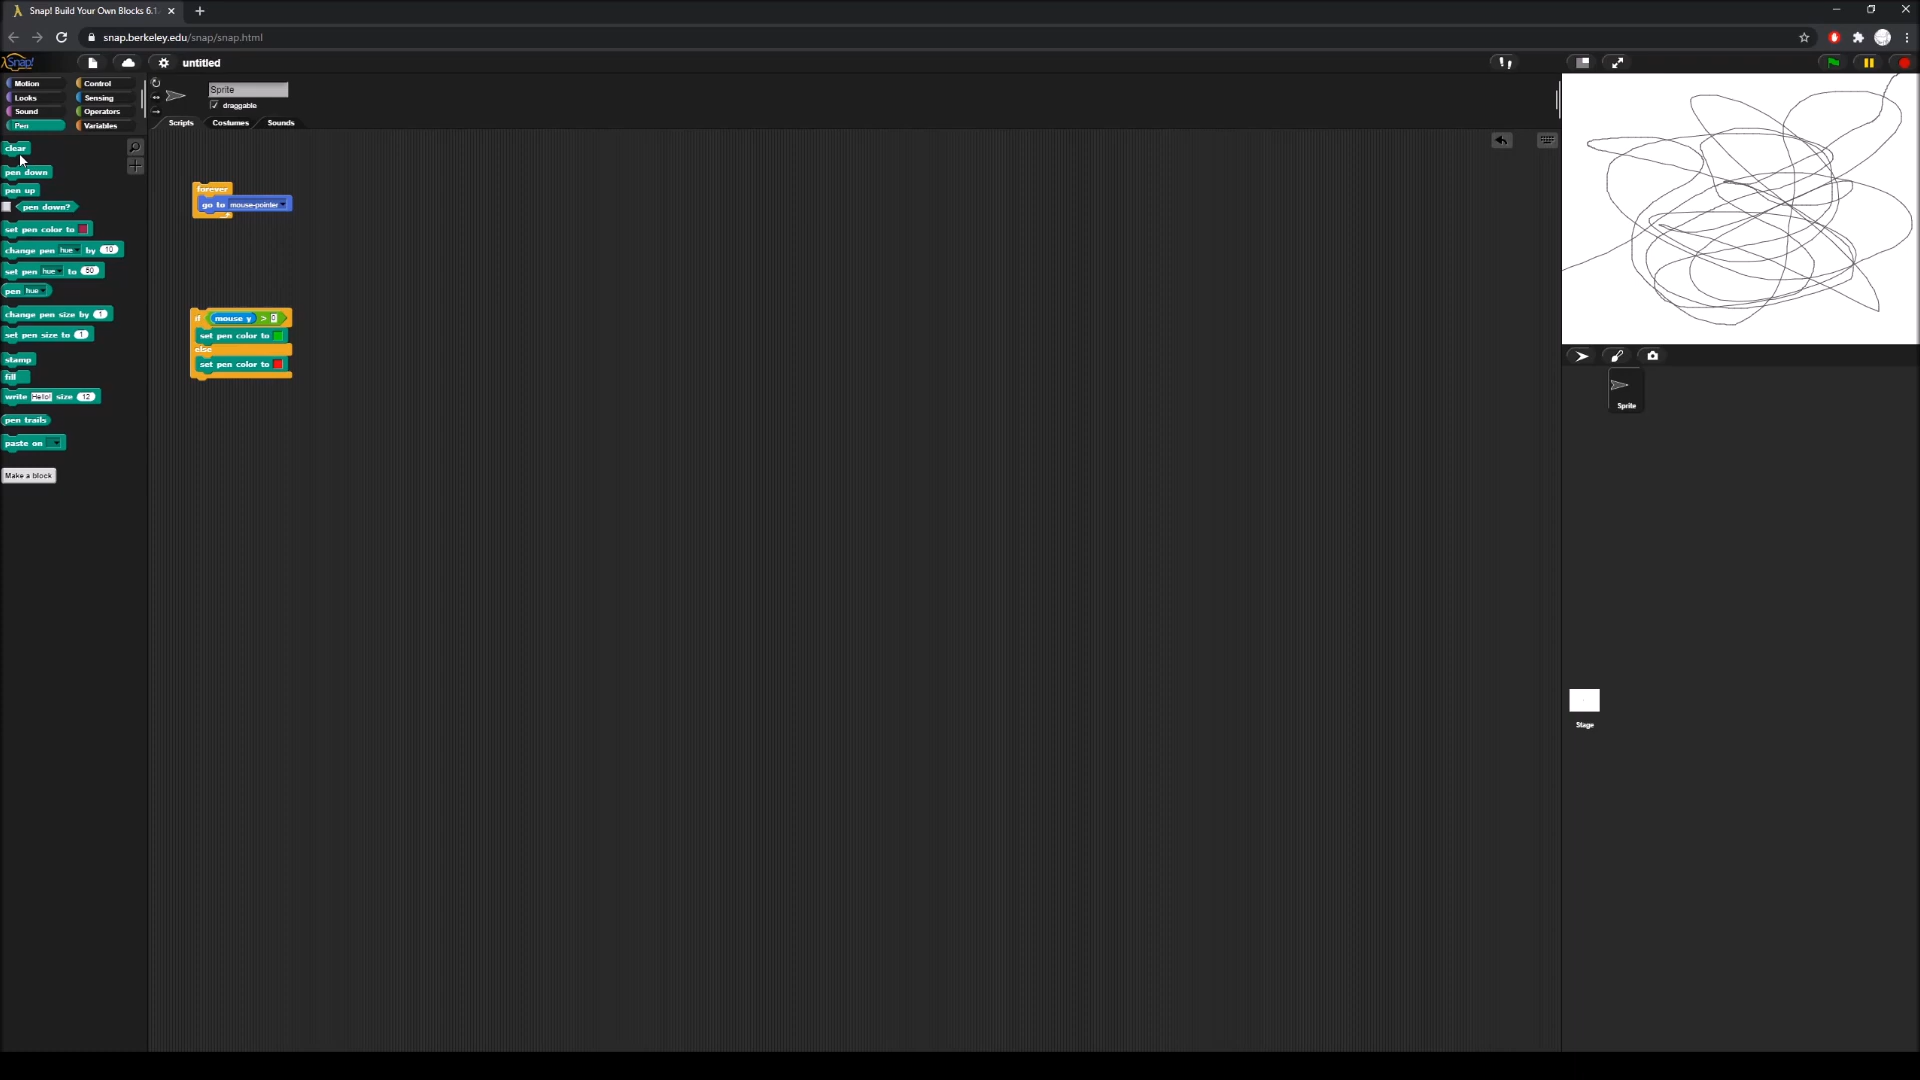 Snap! Build Your Own Blocks 6.1.
snap.berkeley.edu/snap/snap.html
Snap!
untitled
Motion
Control
Looks
Sensing
Sound
Operators
Pen
Variables
Sprite
draggable
Scripts
Costumes
Sounds
clear
pen down
pen up
pen down?
set pen color to
change pen hue by 10
set pen hue to 50
pen hue
change pen size by 1
set pen size to 1
stamp
fill
write Hello! size 12
pen trails
paste on
Make a block
forever
go to mouse-pointer
if mouse y >
set pen color to
else
set pen color to
Sprite
Stage